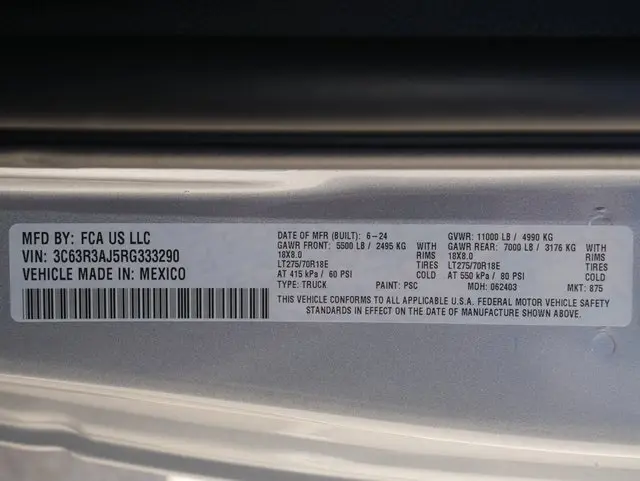 MFD BY: FCA US LLC
VIN: 3C63R3AJ5RG333290
VEHICLE MADE IN: MEXICO
DATE OF MFR (BUILT): 6-24 GVWR: 11000 LB / 4990 KG
GAWR FRONT: 5500 LB / 2495 KG GAWR REAR: 7000 LB / 3176 KG
18X8.0 RIMS 18X8.0 RIMS
LT275/70R18E TIRES LT275/70R18E TIRES
AT 415 kPa / 60 PSI COLD AT 550 kPa / 80 PSI COLD
TYPE: TRUCK PAINT: PSC MDH: 062403 MKT: 875
THIS VEHICLE CONFORMS TO ALL APPLICABLE U.S.A. FEDERAL MOTOR VEHICLE SAFETY
STANDARDS IN EFFECT ON THE DATE OF MANUFACTURE SHOWN ABOVE.